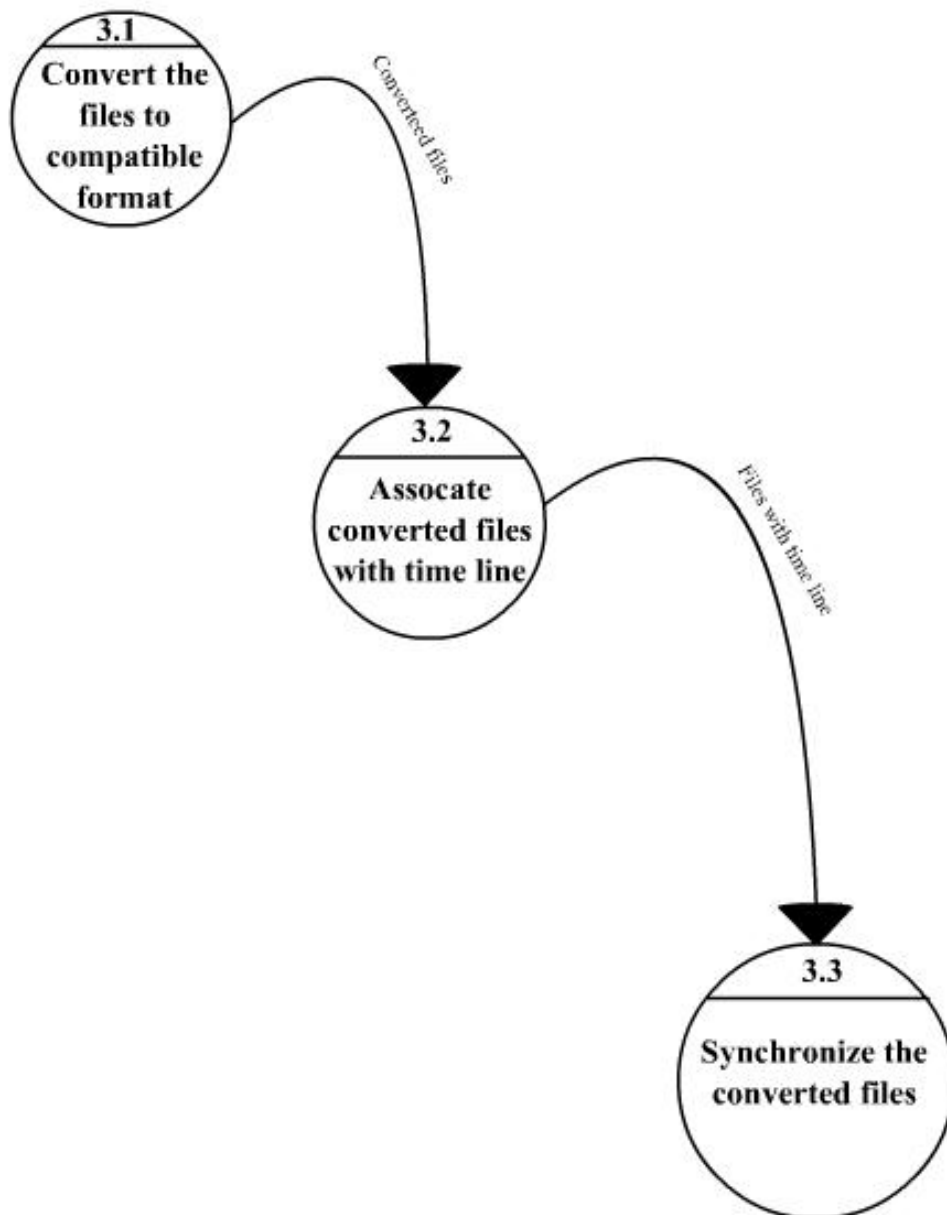 3.1
Convert the
files to
compatible
format
Converteed files
3.2
Assocate
converted files
with time line
Files with time line
3.3
Synchronize the
converted files